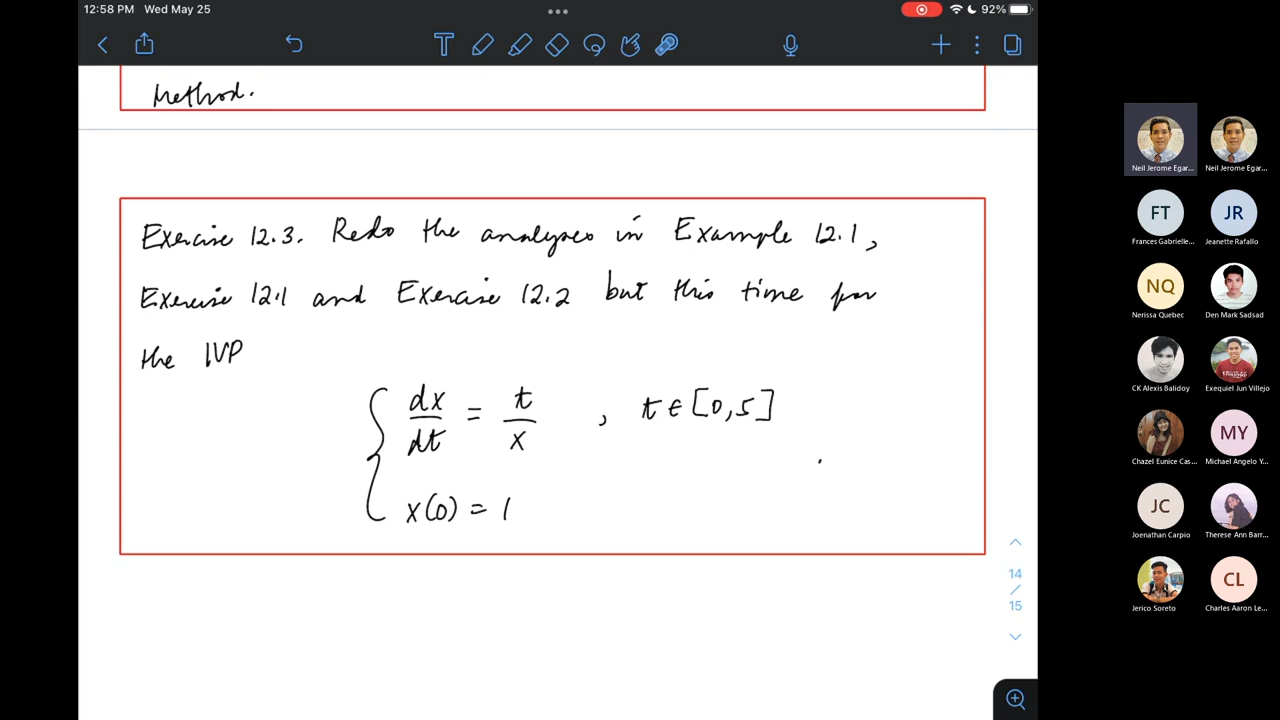 12:58 PM Wed May 25
92%
Method.
Exercise 12.3. Redo the analyses in Example 12.1,
Exercise 12.1 and Exercise 12.2 but this time for
the IVP
dx/dt = t/x , t ∈ [0,5]
x(0) = 1
14
/
15
Neil Jerome Egar... Neil Jerome Egar...
FT JR
Frances Gabrielle... Jeanette Rafallo
NQ
Nerissa Quebec Den Mark Sadsad
CK Alexis Balidoy Exequiel Jun Villejo
MY
Chazel Eunice Cas... Michael Angelo Y...
JC
Joenathan Carpio Therese Ann Barr...
CL
Jerico Soreto Charles Aaron Le...